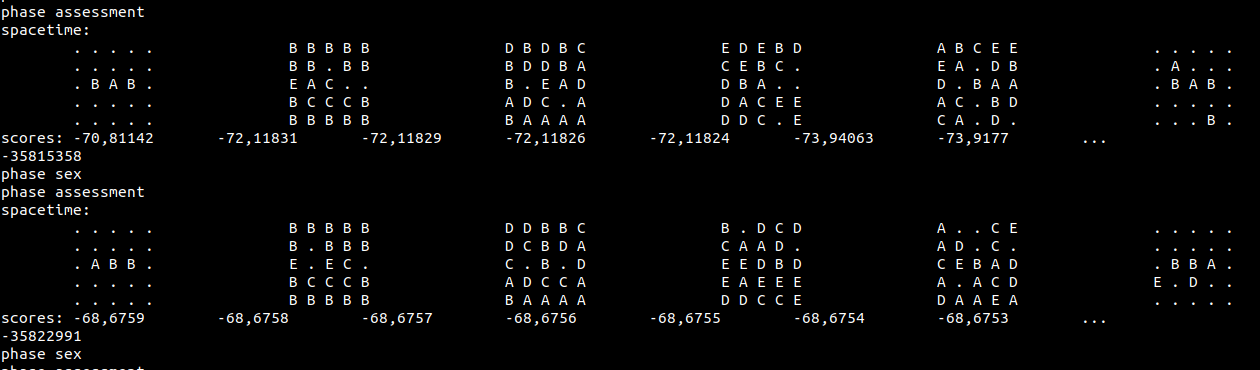 phase assessment
spacetime:
. . . . . B B B B B D B D B C E D E B D A B C E E . . . . .
. . . . . B B . B B B D D B A C E B C . E A . D B . A . . .
. B A B . E A C . . B . E A D D B A . . D . B A A . B A B .
. . . . . B C C C B A D C . A D A C E E A C . B D . . . . .
. . . . . B B B B B B A A A A D D C . E C A . D . . . . B .
scores: -70,81142 -72,11831 -72,11829 -72,11826 -72,11824 -73,94063 -73,9177 ...
-35815358
phase sex
phase assessment
spacetime:
. . . . . B B B B B D D B B C B . D C D A . . C E . . . . .
. . . . . B . B B B D C B D A C A A D . A D . C . . . . . .
. A B B . E . E C . C . B . D E E D B D C E B A D . B B A .
. . . . . B C C C B A D C C A E A E E E A . A C D E . D . .
. . . . . B B B B B B A A A A D D C C E D A A E A . . . . .
scores: -68,6759 -68,6758 -68,6757 -68,6756 -68,6755 -68,6754 -68,6753 ...
-35822991
phase sex